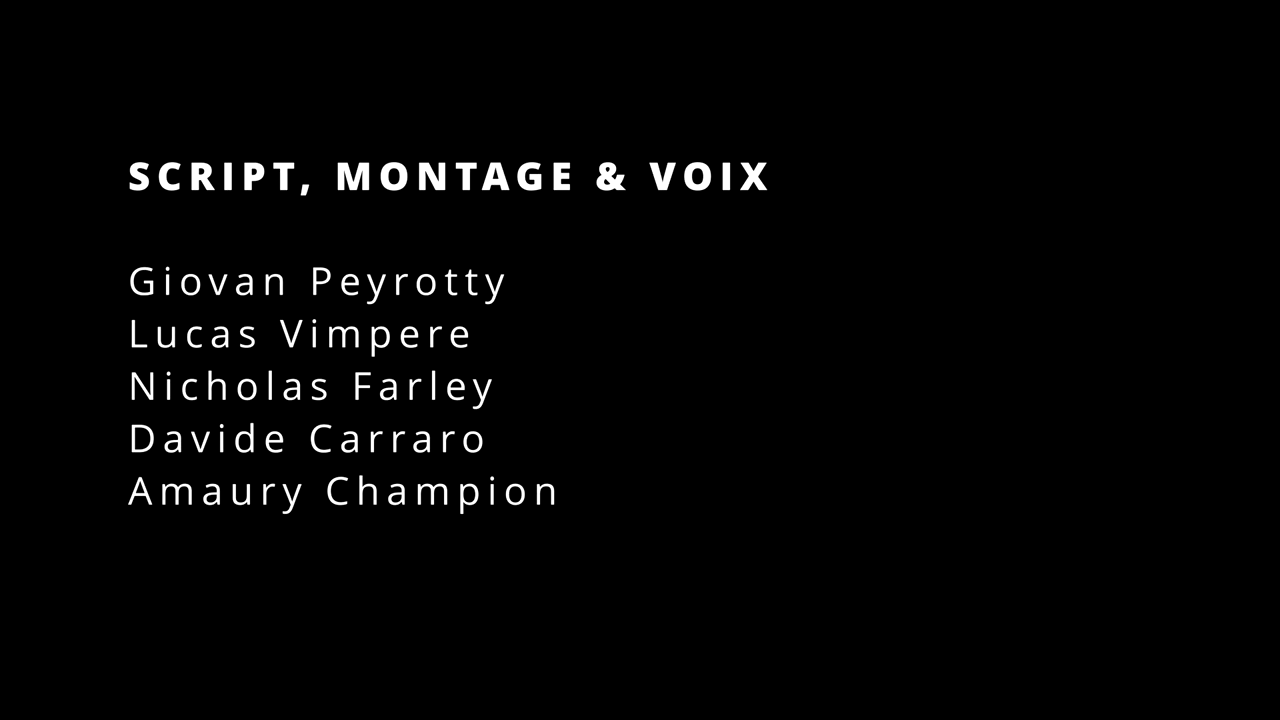 SCRIPT, MONTAGE & VOIX
Giovan Peyrotty
Lucas Vimpere
Nicholas Farley
Davide Carraro
Amaury Champion